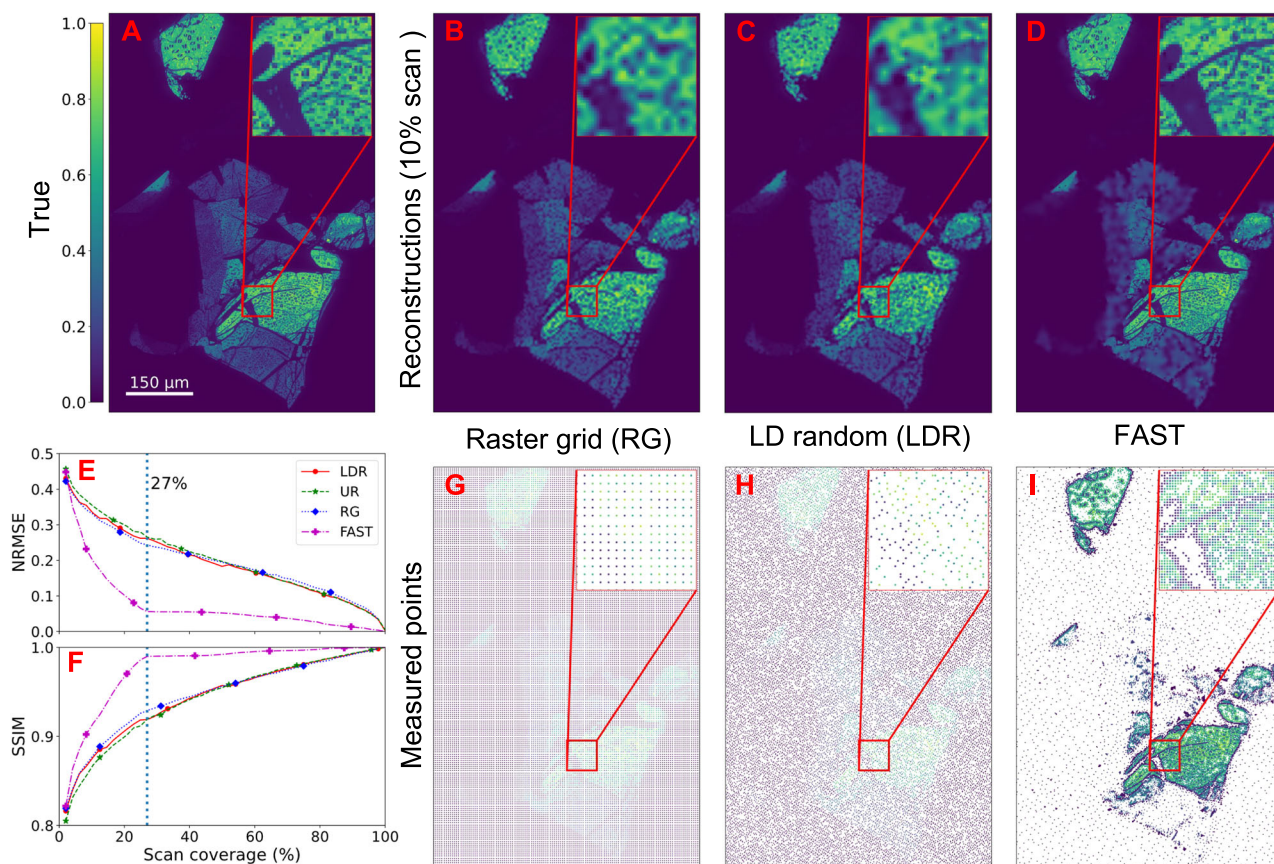 True
1.0
0.8
0.6
0.4
0.2
0.0
A
150 μm
Reconstructions (10% scan )
B
C
D
Raster grid (RG)
LD random (LDR)
FAST
E
NRMSE
0.5
0.4
0.3
0.2
0.1
0.0
27%
LDR
UR
RG
FAST
F
SSIM
1.0
0.9
0.8
0
20
40
60
80
100
Scan coverage (%)
Measured points
G
H
I